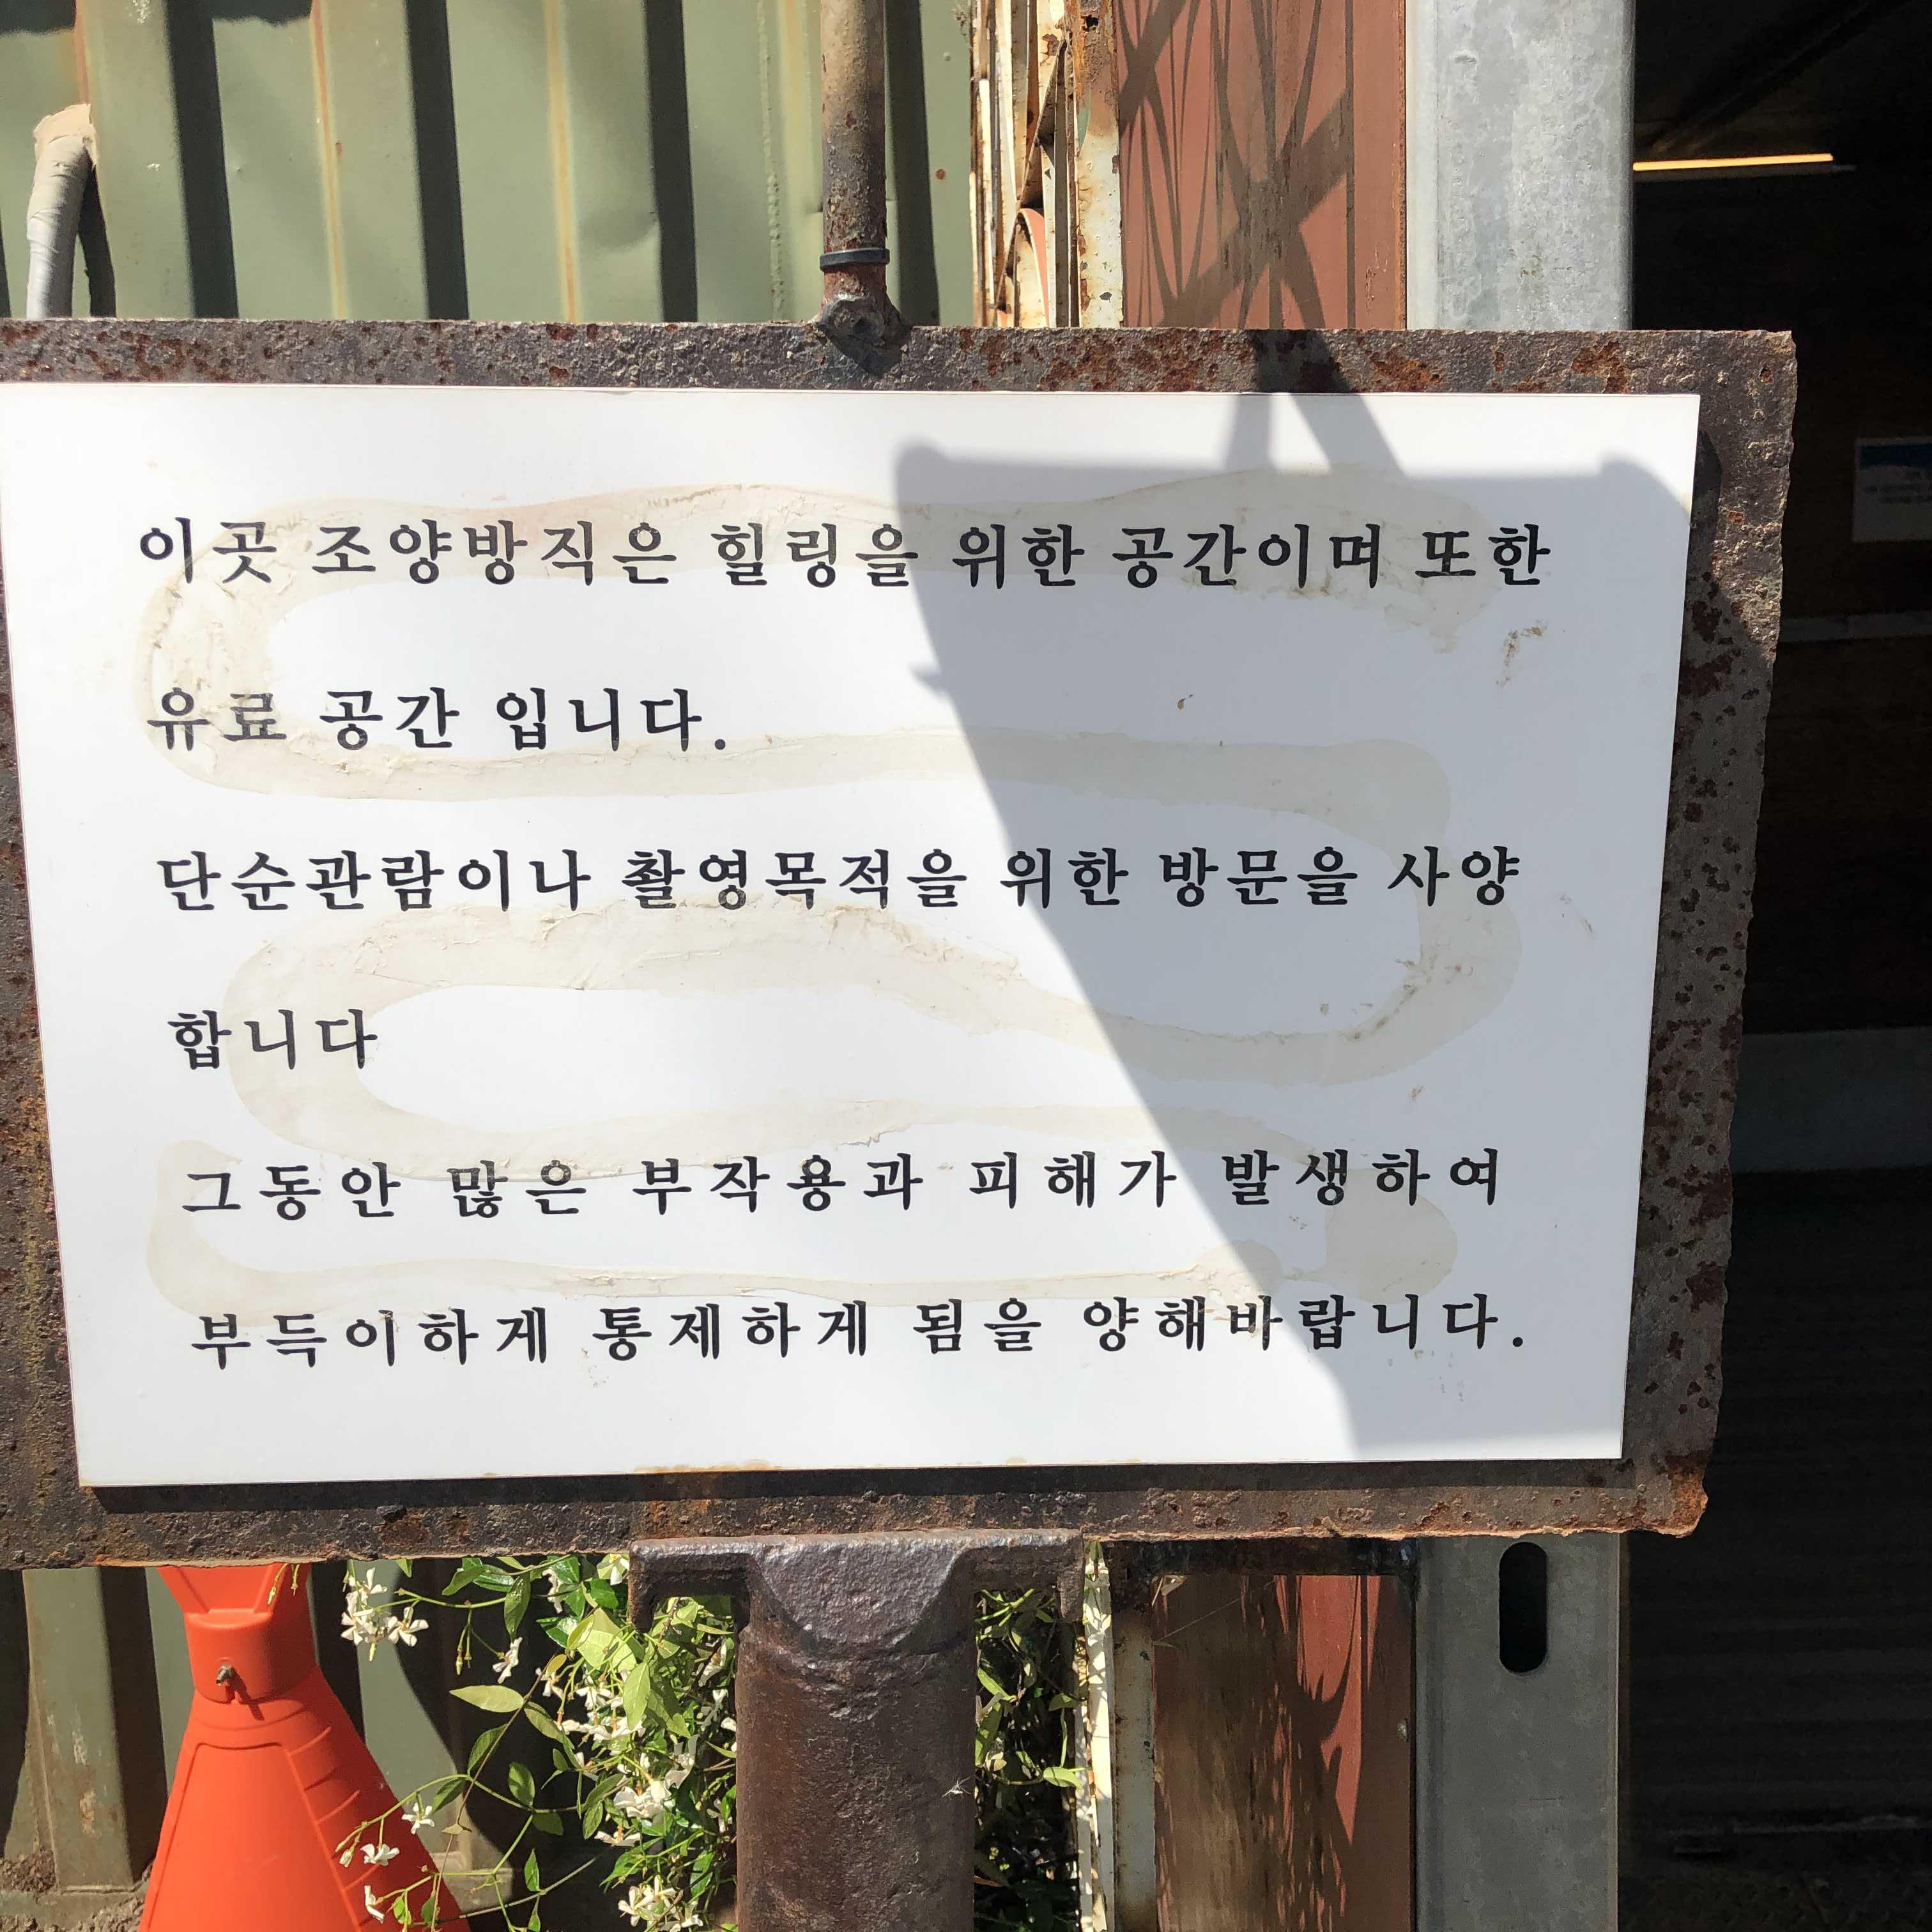 이곳 조양방직은 힐링을 위한 공간이며 또한
유료 공간 입니다.
단순관람이나 촬영목적을 위한 방문을 사양
합니다
그동안 많은 부작용과 피해가 발생하여
부득이하게 통제하게 됨을 양해바랍니다.